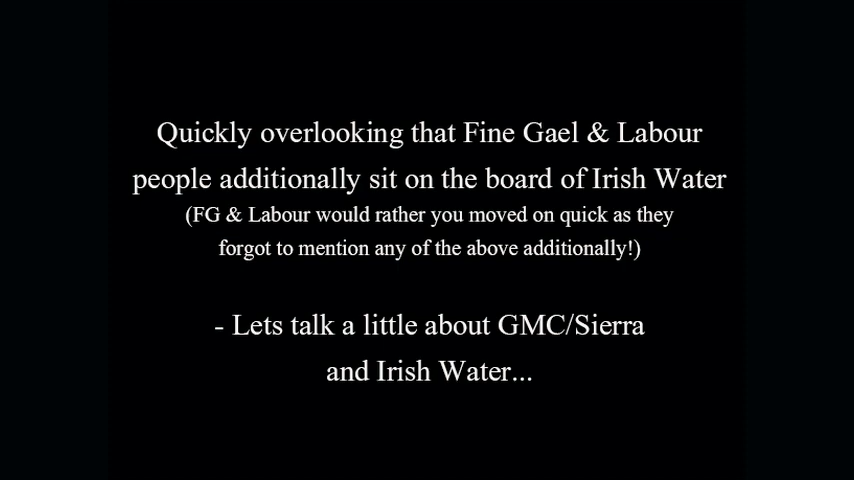 Quickly overlooking that Fine Gael & Labour
people additionally sit on the board of Irish Water
(FG & Labour would rather you moved on quick as they
forgot to mention any of the above additionally!)
- Lets talk a little about GMC/Sierra
and Irish Water...